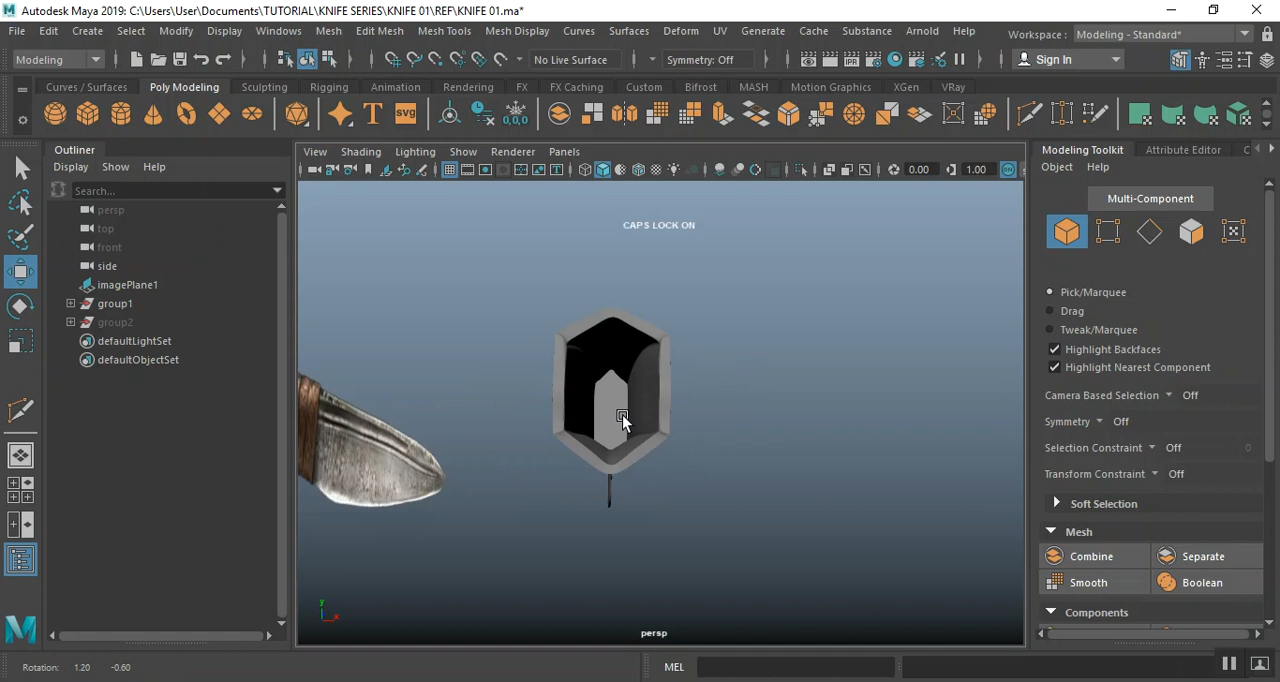 Autodesk Maya 2019: C:\Users\User\Documents\TUTORIAL\KNIFE SERIES\KNIFE 01\REF\KNIFE 01.ma*
File Edit Create Select Modify Display Windows Mesh Edit Mesh Mesh Tools Mesh Display Curves Surfaces Deform UV Generate Cache Substance Arnold Help Workspace : Modeling - Standard*
Modeling No Live Surface Symmetry: Off Sign In
Curves / Surfaces Poly Modeling Sculpting Rigging Animation Rendering FX FX Caching Custom Bifrost MASH Motion Graphics XGen VRay
T SVG 0,0,0
Outliner
Display Show Help
Search...
persp
top
front
side
imagePlane1
group1
group2
defaultLightSet
defaultObjectSet
View Shading Lighting Show Renderer Panels
0.00 1.00
CAPS LOCK ON
y
x
persp
Modeling Toolkit Attribute Editor C
Object Help
Multi-Component
Pick/Marquee
Drag
Tweak/Marquee
Highlight Backfaces
Highlight Nearest Component
Camera Based Selection Off
Symmetry Off
Selection Constraint Off 0
Transform Constraint Off
Soft Selection
Mesh
Combine Separate
Smooth Boolean
Components
Rotation: 1.20 -0.60 MEL